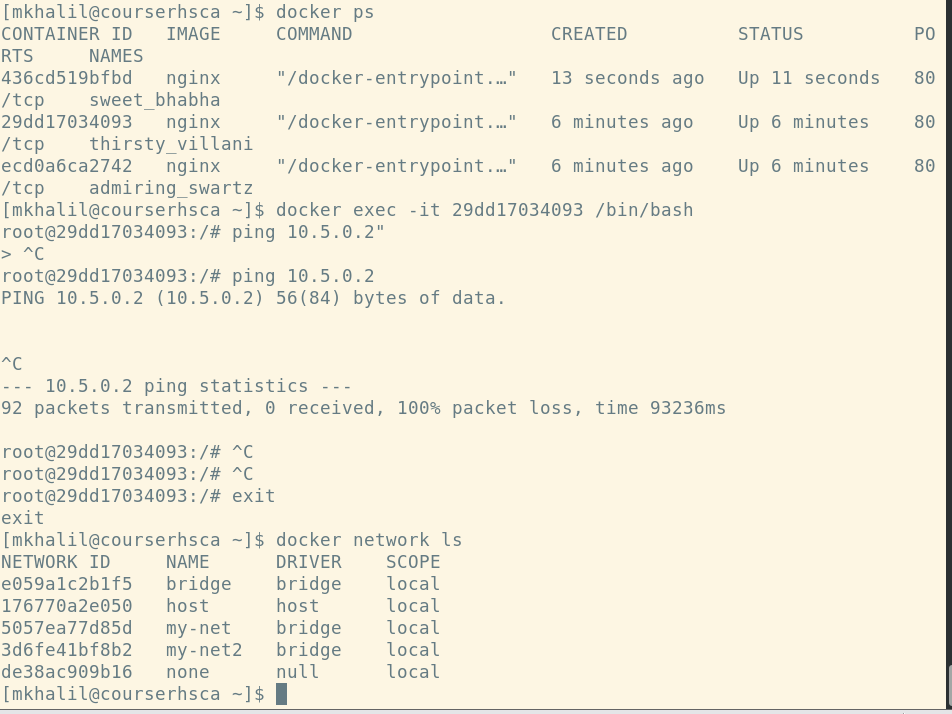 [mkhalil@courserhsca ~]$ docker ps
CONTAINER ID   IMAGE     COMMAND                  CREATED          STATUS          PO
RTS     NAMES
436cd519bfbd   nginx     "/docker-entrypoint.…"   13 seconds ago   Up 11 seconds   80
/tcp    sweet_bhabha
29dd17034093   nginx     "/docker-entrypoint.…"   6 minutes ago    Up 6 minutes    80
/tcp    thirsty_villani
ecd0a6ca2742   nginx     "/docker-entrypoint.…"   6 minutes ago    Up 6 minutes    80
/tcp    admiring_swartz
[mkhalil@courserhsca ~]$ docker exec -it 29dd17034093 /bin/bash
root@29dd17034093:/# ping 10.5.0.2"
> ^C
root@29dd17034093:/# ping 10.5.0.2
PING 10.5.0.2 (10.5.0.2) 56(84) bytes of data.
^C
--- 10.5.0.2 ping statistics ---
92 packets transmitted, 0 received, 100% packet loss, time 93236ms
root@29dd17034093:/# ^C
root@29dd17034093:/# ^C
root@29dd17034093:/# exit
exit
[mkhalil@courserhsca ~]$ docker network ls
NETWORK ID     NAME      DRIVER    SCOPE
e059a1c2b1f5   bridge    bridge    local
176770a2e050   host      host      local
5057ea77d85d   my-net    bridge    local
3d6fe41bf8b2   my-net2   bridge    local
de38ac909b16   none      null      local
[mkhalil@courserhsca ~]$